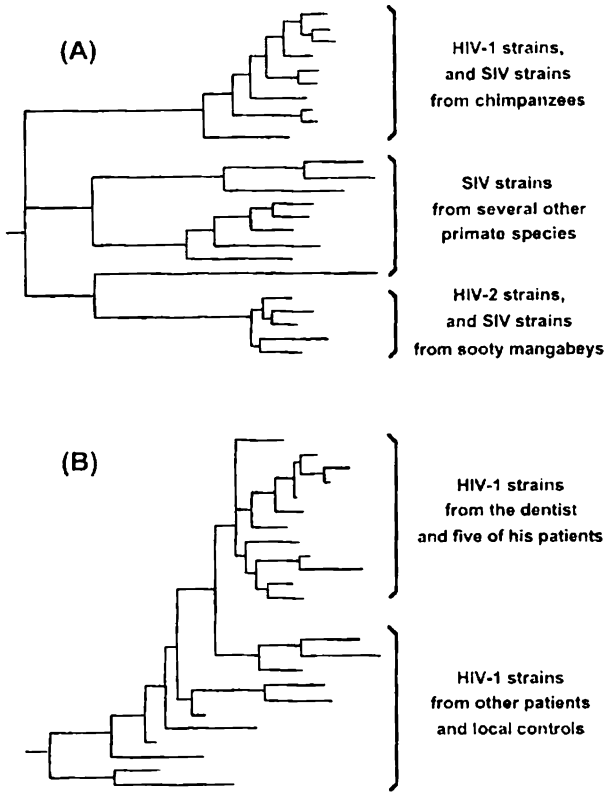 (A)
HIV-1 strains,
and SIV strains
from chimpanzees
SIV strains
from several other
primate species
HIV-2 strains,
and SIV strains
from sooty mangabeys
(B)
HIV-1 strains
from the dentist
and five of his patients
HIV-1 strains
from other patients
and local controls